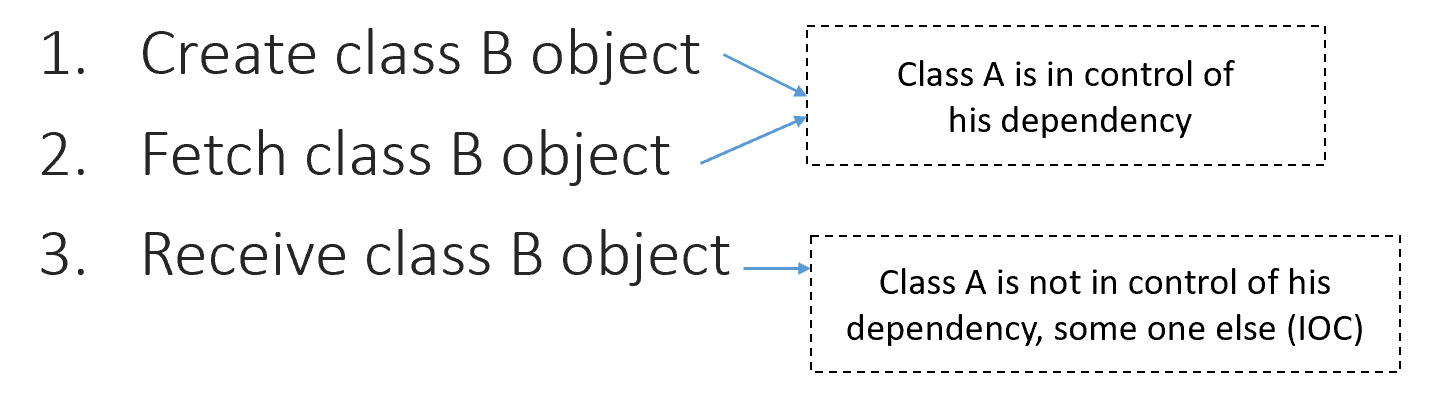 1. Create class B object
2. Fetch class B object
3. Receive class B object
Class A is in control of
his dependency
Class A is not in control of his
dependency, some one else (IOC)